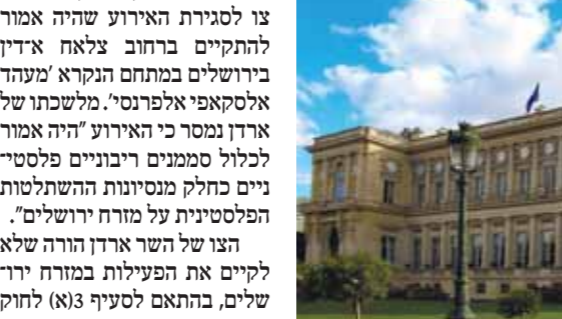 צו לסגירת האירוע שהיה אמור
להתקיים ברחוב צלאח א־דין
בירושלים במתחם הנקרא 'מעהד
אלסקאפי אלפרנסי'. מלשכתו של
ארדן נמסר כי האירוע "היה אמור
לכלול סממנים ריבוניים פלסטי־
ניים כחלק מנסיונות ההשתלטות
הפלסטינית על מזרח ירושלים".
הצו של השר ארדן הורה שלא
לקיים את הפעילות במזרח ירו־
שלים, בהתאם לסעיף 3(א) לחוק